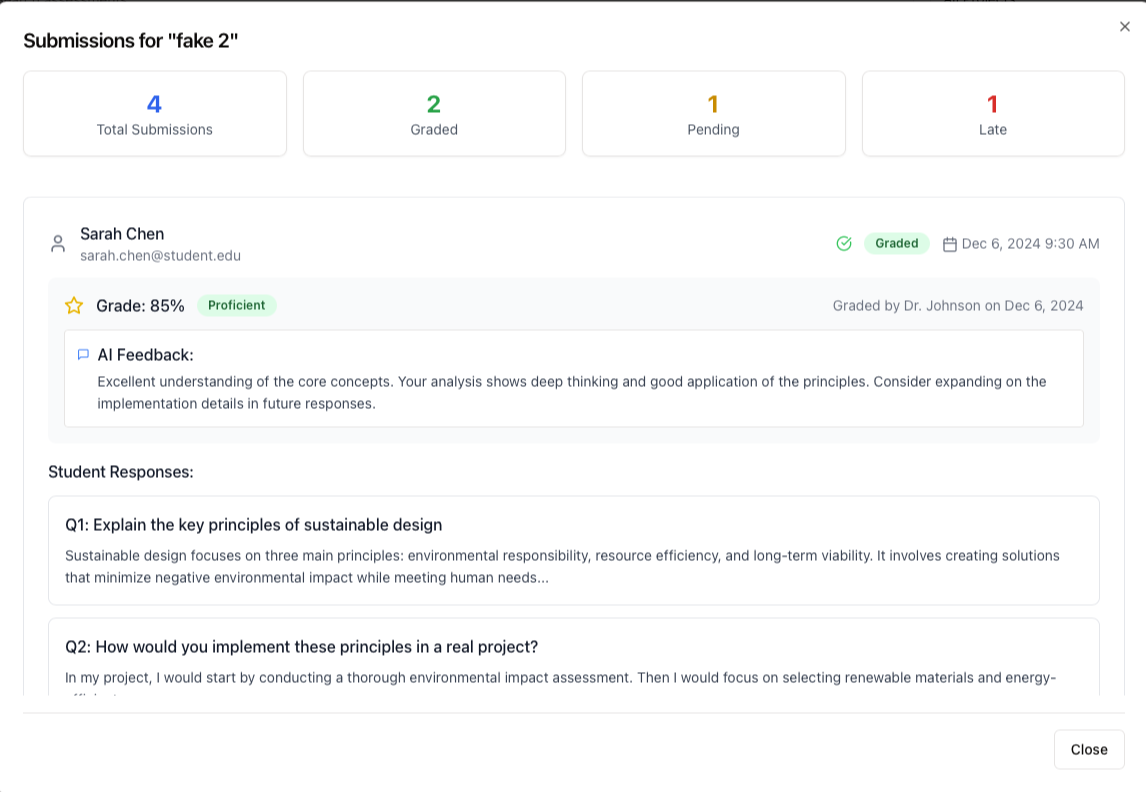 Submissions for "fake 2"
4
Total Submissions
2
Graded
1
Pending
1
Late
Sarah Chen
sarah.chen@student.edu
Graded
Dec 6, 2024 9:30 AM
Grade: 85%
Proficient
Graded by Dr. Johnson on Dec 6, 2024
AI Feedback:
Excellent understanding of the core concepts. Your analysis shows deep thinking and good application of the principles. Consider expanding on the
implementation details in future responses.
Student Responses:
Q1: Explain the key principles of sustainable design
Sustainable design focuses on three main principles: environmental responsibility, resource efficiency, and long-term viability. It involves creating solutions
that minimize negative environmental impact while meeting human needs...
Q2: How would you implement these principles in a real project?
In my project, I would start by conducting a thorough environmental impact assessment. Then I would focus on selecting renewable materials and energy-
Close